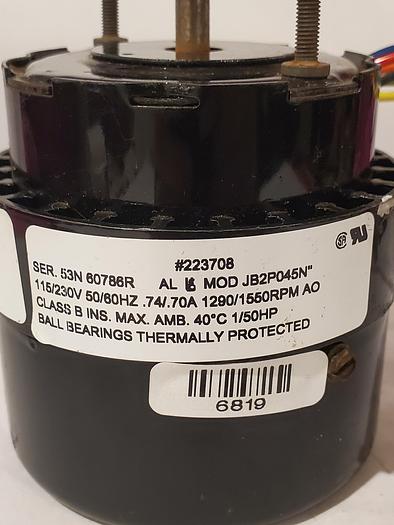 #223708
SER. 53N 60786R AL MOD JB2P045N"
115/230V 50/60HZ .74/.70A 1290/1550RPM AO
CLASS B INS. MAX. AMB. 40°C 1/50HP
BALL BEARINGS THERMALLY PROTECTED
6819